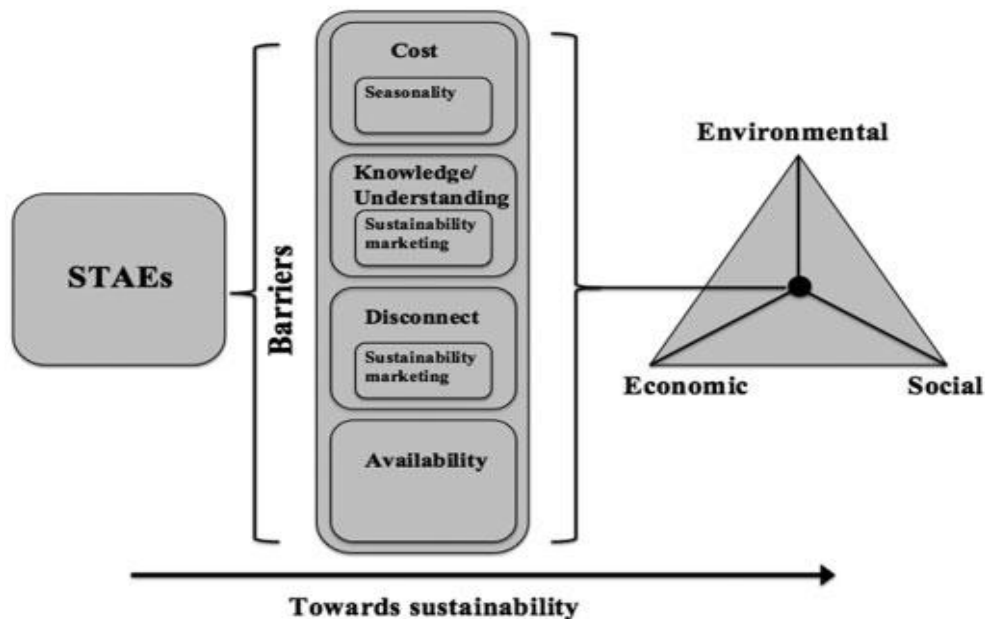 STAEs
Barriers
Cost
Seasonality
Knowledge/
Understanding
Sustainability
marketing
Disconnect
Sustainability
marketing
Availability
Environmental
Economic
Social
Towards sustainability